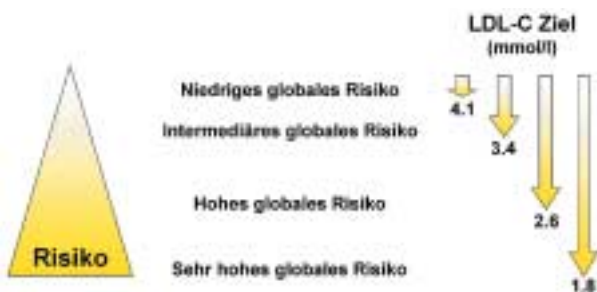 LDL-C Ziel
(mmol/l)
Niedriges globales Risiko
4.1
Intermediäres globales Risiko
3.4
Hohes globales Risiko
2.6
Risiko
Sehr hohes globales Risiko
1.8